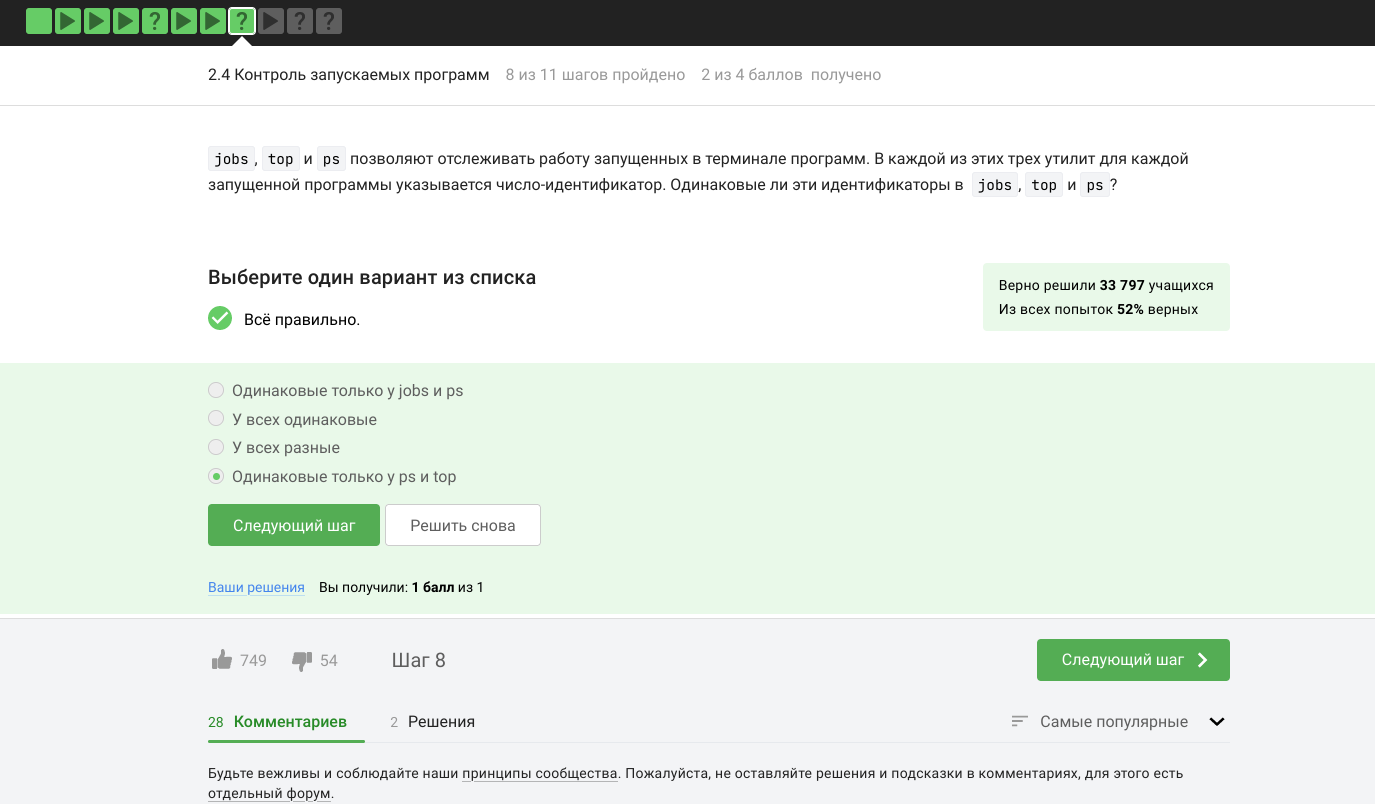 ? ? ? ?
2.4 Контроль запускаемых программ 8 из 11 шагов пройдено 2 из 4 баллов получено
jobs, top и ps позволяют отслеживать работу запущенных в терминале программ. В каждой из этих трех утилит для каждой
запущенной программы указывается число-идентификатор. Одинаковые ли эти идентификаторы в jobs, top и ps?
Выберите один вариант из списка
Всё правильно.
Верно решили 33 797 учащихся
Из всех попыток 52% верных
Одинаковые только у jobs и ps
У всех одинаковые
У всех разные
Одинаковые только у ps и top
Следующий шаг Решить снова
Ваши решения Вы получили: 1 балл из 1
749 54 Шаг 8 Следующий шаг
28 Комментариев 2 Решения Самые популярные
Будьте вежливы и соблюдайте наши принципы сообщества. Пожалуйста, не оставляйте решения и подсказки в комментариях, для этого есть
отдельный форум.